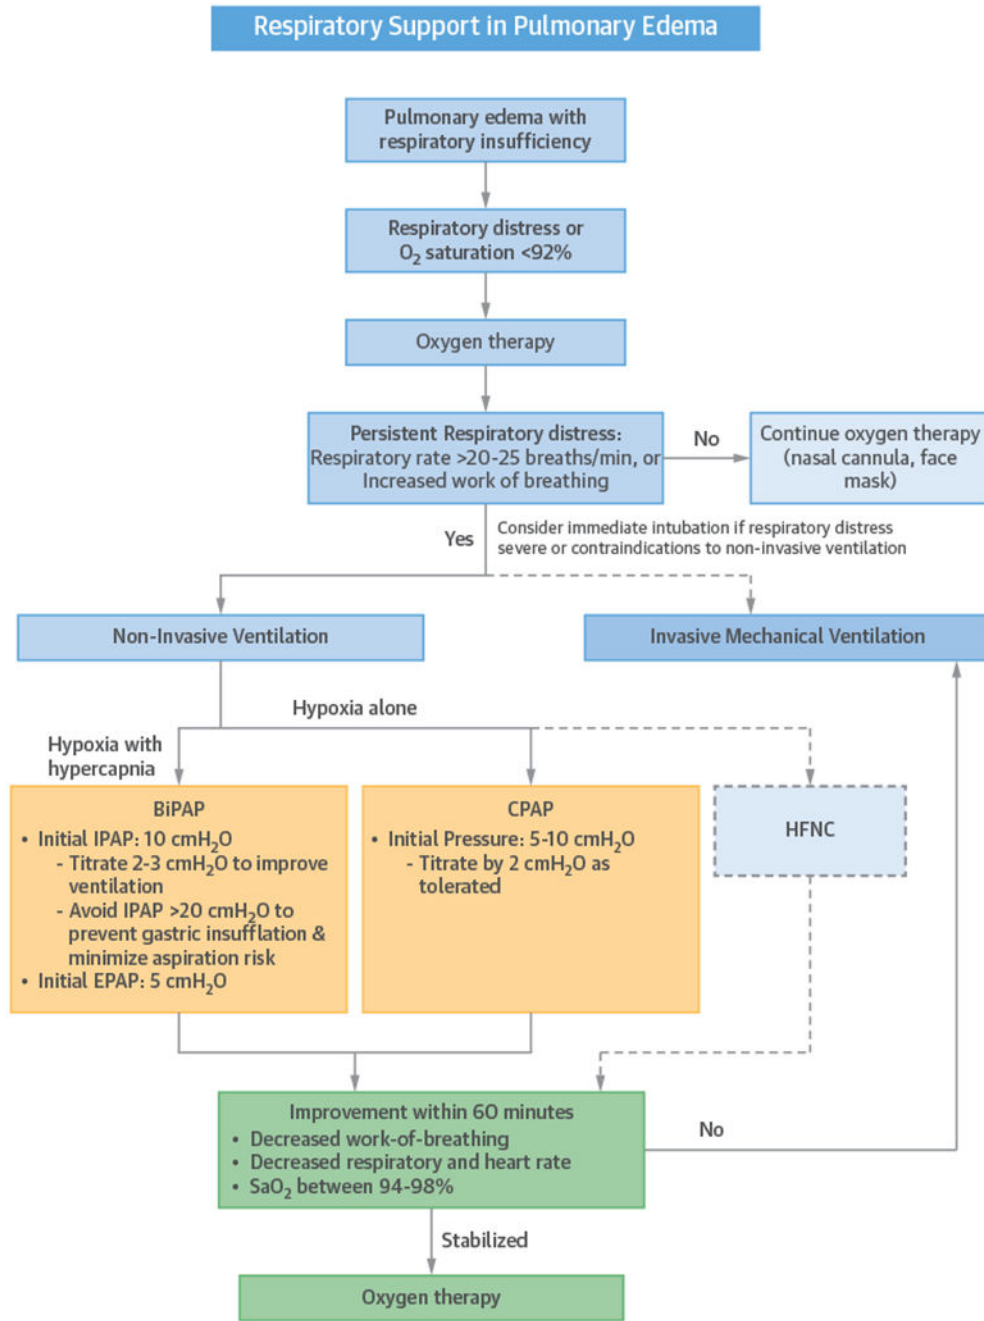 Respiratory Support in Pulmonary Edema
Pulmonary edema with
respiratory insufficiency
Respiratory distress or
O₂ saturation <92%
Oxygen therapy
Persistent Respiratory distress:
Respiratory rate >20-25 breaths/min, or
Increased work of breathing
No
Continue oxygen therapy
(nasal cannula, face
mask)
Yes
Consider immediate intubation if respiratory distress
severe or contraindications to non-invasive ventilation
Non-Invasive Ventilation
Invasive Mechanical Ventilation
Hypoxia alone
Hypoxia with
hypercapnia
BiPAP
• Initial IPAP: 10 cmH₂O
- Titrate 2-3 cmH₂O to improve
ventilation
- Avoid IPAP >20 cmH₂O to
prevent gastric insufflation &
minimize aspiration risk
• Initial EPAP: 5 cmH₂O
CPAP
• Initial Pressure: 5-10 cmH₂O
- Titrate by 2 cmH₂O as
tolerated
HFNC
Improvement within 60 minutes
• Decreased work-of-breathing
• Decreased respiratory and heart rate
• SaO₂ between 94-98%
No
Stabilized
Oxygen therapy